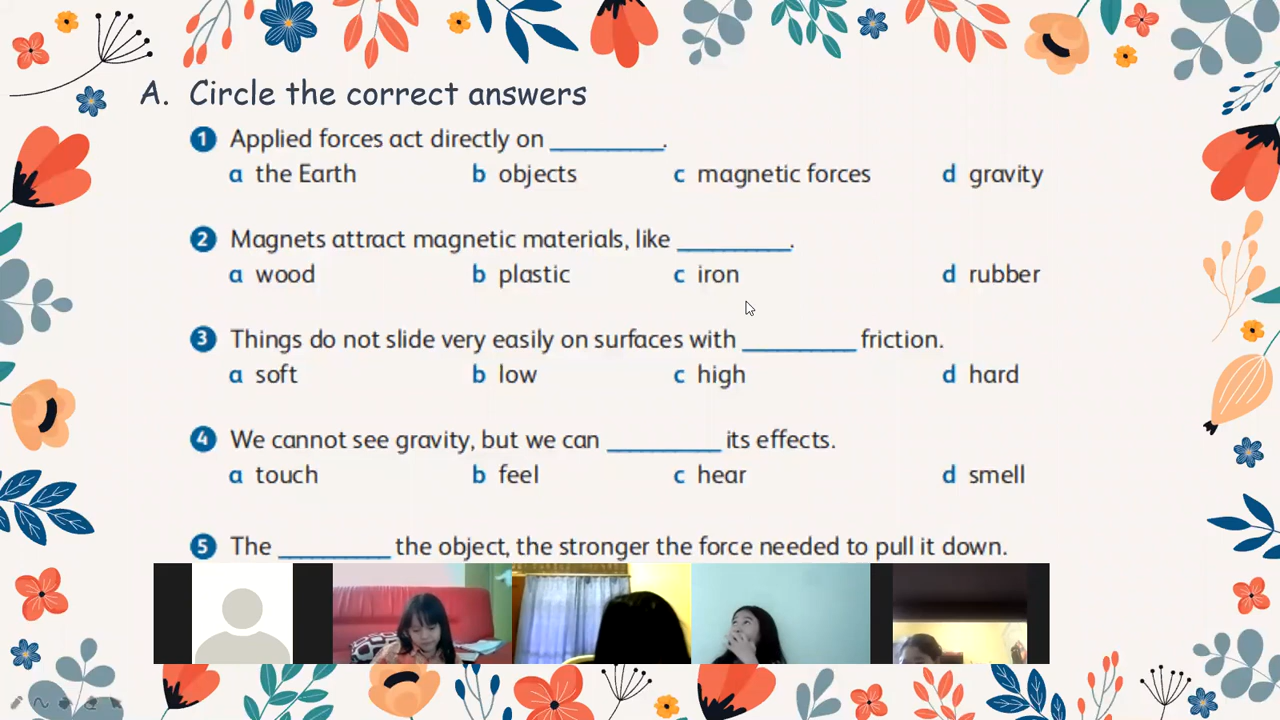 A. Circle the correct answers
1 Applied forces act directly on __________.
a the Earth b objects c magnetic forces d gravity
2 Magnets attract magnetic materials, like __________.
a wood b plastic c iron d rubber
3 Things do not slide very easily on surfaces with __________ friction.
a soft b low c high d hard
4 We cannot see gravity, but we can __________ its effects.
a touch b feel c hear d smell
5 The __________ the object, the stronger the force needed to pull it down.